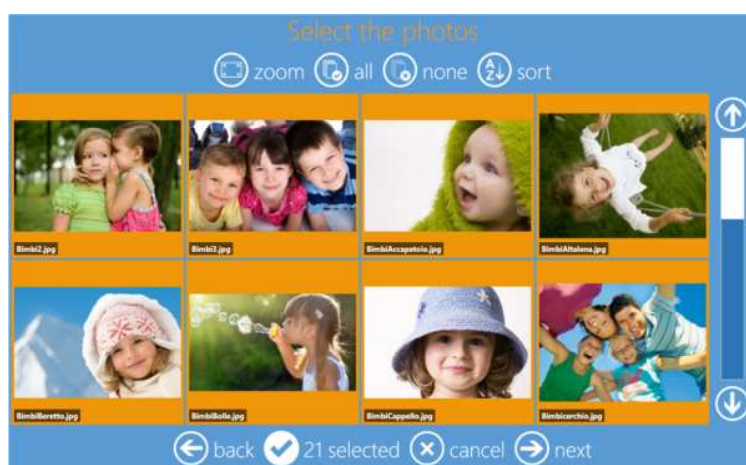 Select the photos
zoom all none sort
Bimbi2.jpg Bimbi3.jpg BimbiAccapatoio.jpg BimbiAltalena.jpg
BimbiBeretto.jpg BimbiBolle.jpg BimbiCappello.jpg Bimbicerchio.jpg
back 21 selected cancel next